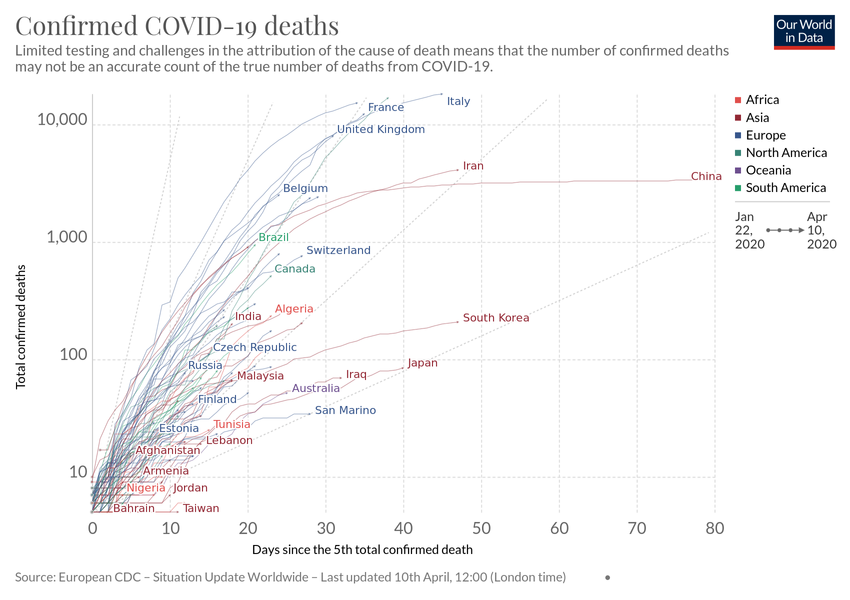 Confirmed COVID-19 deaths
Limited testing and challenges in the attribution of the cause of death means that the number of confirmed deaths
may not be an accurate count of the true number of deaths from COVID-19.
Our World
in Data
Total confirmed deaths
10,000
1,000
100
10
France
Italy
United Kingdom
Iran
China
Belgium
Brazil
Switzerland
Canada
Algeria
India
South Korea
Czech Republic
Russia
Malaysia
Iraq
Japan
Australia
Finland
San Marino
Estonia
Tunisia
Lebanon
Afghanistan
Armenia
Nigeria
Jordan
Bahrain
Taiwan
0
10
20
30
40
50
60
70
80
Days since the 5th total confirmed death
Africa
Asia
Europe
North America
Oceania
South America
Jan
22,
2020
Apr
10,
2020
Source: European CDC – Situation Update Worldwide – Last updated 10th April, 12:00 (London time)